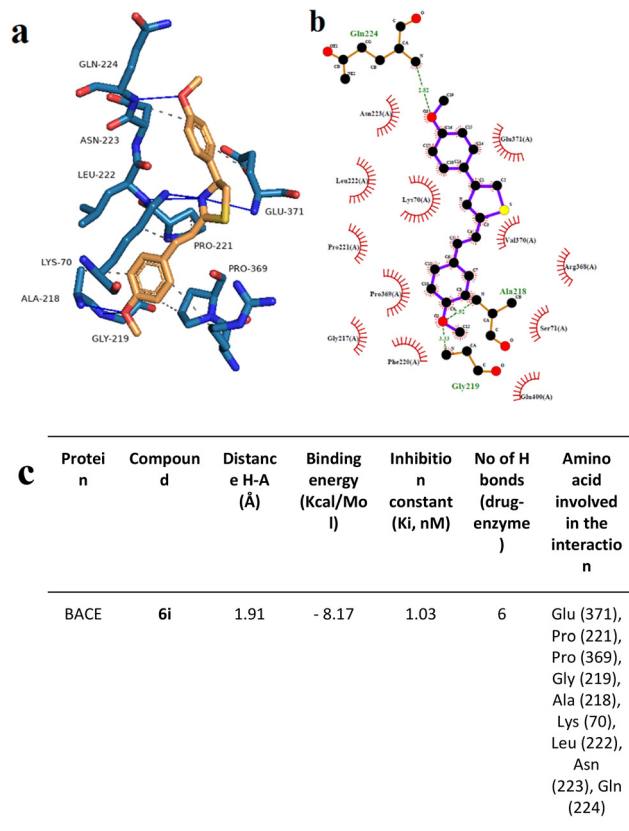 a
GLN-224
ASN-223
LEU-222
GLU-371
PRO-221
LYS-70
PRO-369
ALA-218
GLY-219
b
Gln224
2.82
Asn223(A)
Glu371(A)
Leu222(A)
Lys70(A)
Pro221(A)
Val370(A)
Arg368(A)
Pro369(A)
Ala218
Ser71(A)
Gly217(A)
Phe220(A)
Gly219
3.33
c
Protei
n
Compoun
d
Distanc
e H-A
(Å)
Binding
energy
(Kcal/Mo
l)
Inhibitio
n
constant
(Ki, nM)
No of H
bonds
(drug-
enzyme
)
Amino
acid
involved
in the
interactio
n
BACE 6i 1.91 - 8.17 1.03 6 Glu (371),
Pro (221),
Pro (369),
Gly (219),
Ala (218),
Lys (70),
Leu (222),
Asn
(223), Gln
(224)